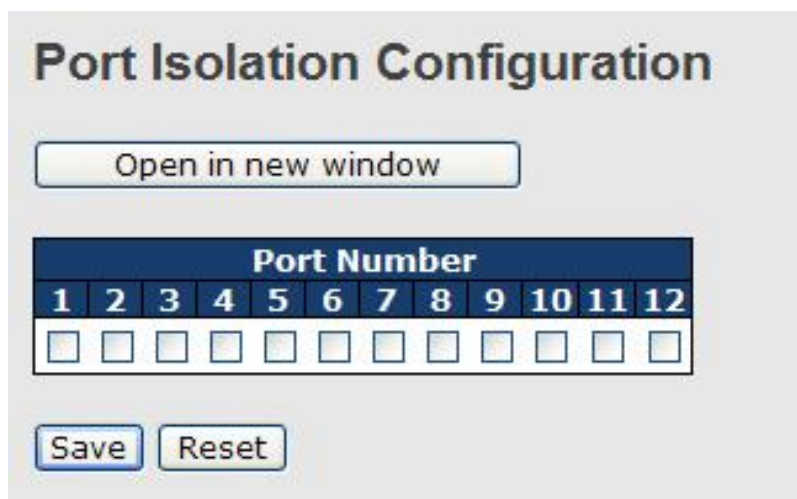 Port Isolation Configuration
Open in new window
Port Number
1 2 3 4 5 6 7 8 9 10 11 12
Save Reset